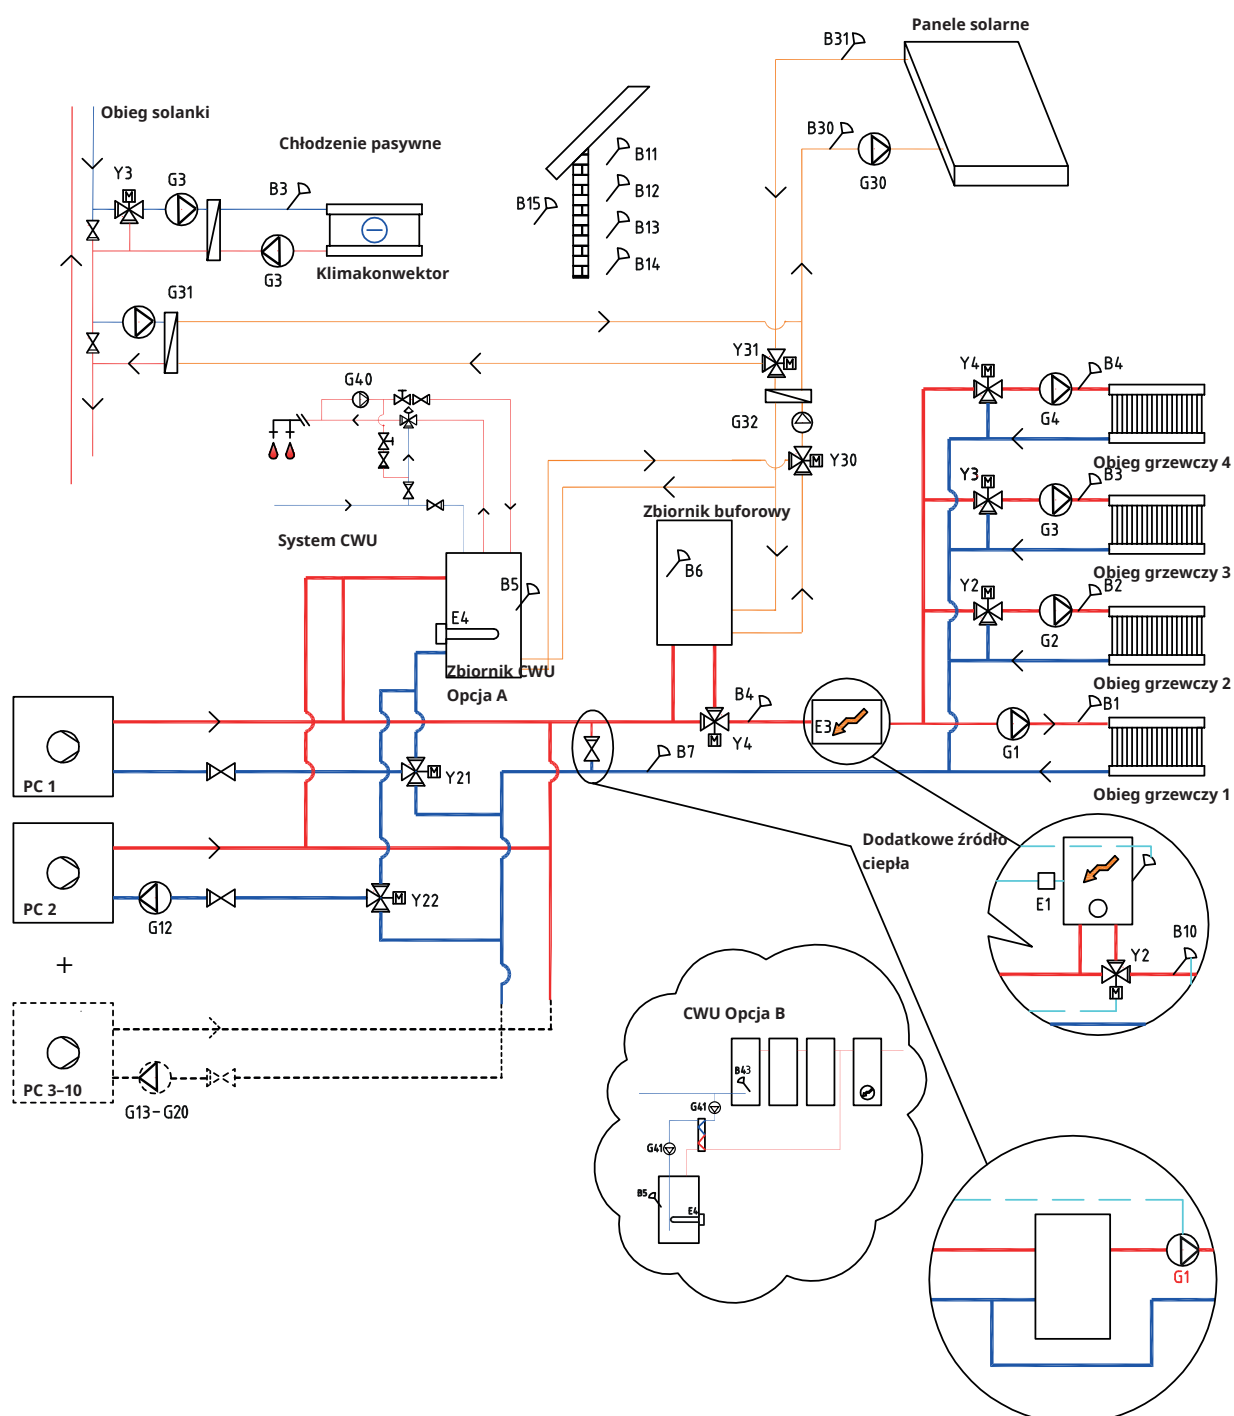 Panele solarne
B31
Obieg solanki
B30
G30
Chłodzenie pasywne
B11
Y3
G3
B3
B12
B15
B13
B14
G3
Klimakonwektor
G31
Y31
M
G40
G32
Y4
M
B4
G4
Y30
M
Obieg grzewczy 4
Y3
M
B3
G3
Zbiornik buforowy
System CWU
B6
B5
E4
Obieg grzewczy 3
Y2
M
B2
G2
Zbiornik CWU
Opcja A
Obieg grzewczy 2
B4
E3
B1
G1
Y4
M
B7
PC 1
Y21
M
Obieg grzewczy 1
Dodatkowe źródło
ciepła
PC 2
G12
Y22
M
E1
B10
Y2
M
+
CWU Opcja B
PC 3–10
G13–G20
B43
G41
G41
B5
E4
G1
M